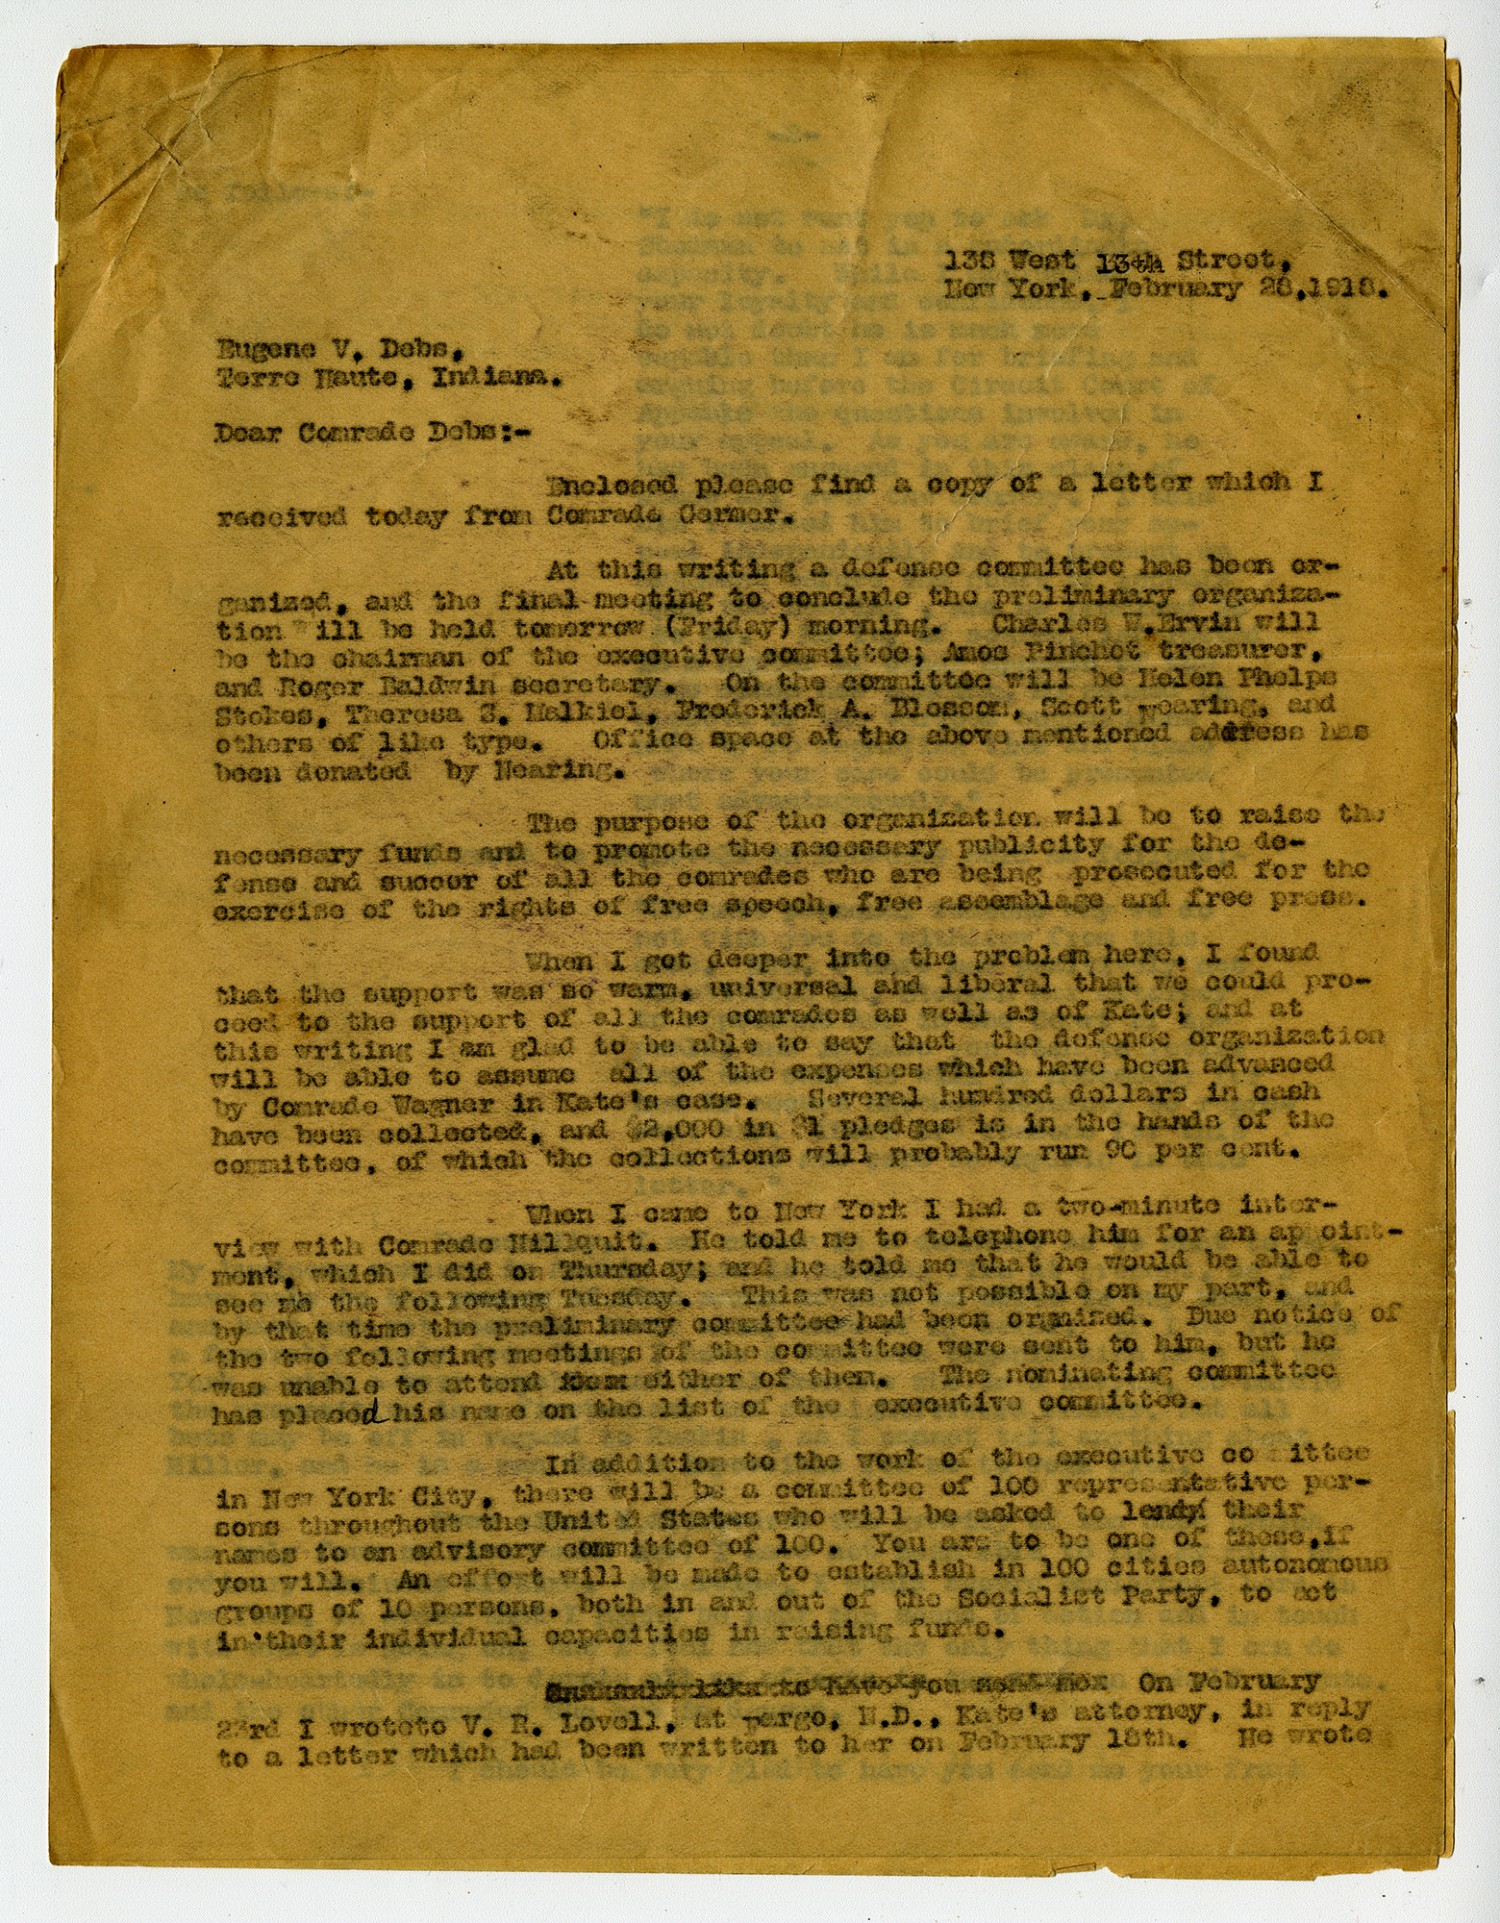 138 West 13th Street,
New York, February 28,1918.
Eugene V. Debs,
Terre Haute, Indiana.
Dear Comrade Debs:-
Enclosed please find a copy of a letter which I
received today from Comrade Germer.
At this writing a defense committee has been or-
ganized, and the final meeting to conclude the preliminary organiza-
tion ill be held tomorrow (Friday) morning. Charles W.Ervin will
be the chairman of the executive committee; Amos Pinchot treasurer,
and Roger Baldwin secretary. On the committee will be Helen Phelps
Stokes, Theresa S. Malkiel, Frederick A. Blossom, Scott Nearing, and
others of like type. Office space at the above mentioned address has
been donated by Nearing.
The purpose of the organization will be to raise the
necessary funds and to promote the necessary publicity for the de-
fense and succor of all the comrades who are being prosecuted for the
exercise of the rights of free speech, free assemblage and free press.
When I got deeper into the problem here, I found
that the support was so warm, universal and liberal that we could pro-
ceed to the support of all the comrades as well as of Kate; and at
this writing I am glad to be able to say that the defense organization
will be able to assume all of the expenses which have been advanced
by Comrade Wagner in Kate's case. Several hundred dollars in cash
have been collected, and $2,000 in $1 pledges is in the hands of the
committee, of which the collections will probably run 90 per cent.
When I came to New York I had a two-minute inter-
view with Comrade Hillquit. He told me to telephone him for an ap oint-
ment, which I did on Thursday; and he told me that he would be able to
see me the following Tuesday. This was not possible on my part, and
by that time the preliminary committee had been organized. Due notice of
the two following meetings of the committee were sent to him, but he
was unable to attend either of them. The nominating committee
has placed his name on the list of the executive committee.
In addition to the work of the executive co ittee
in New York City, there will be a committee of 100 representative per-
sons throughout the United States who will be asked to lend their
names to an advisory committee of 100. You are to be one of these,if
you will. An effo t will be made to establish in 100 cities autonomous
groups of 10 persons, both in and out of the Socialist Party, to act
in their individual capacities in raising funds.
On February
23rd I wroteto V. R. Lovell, at Fargo, N.D., Kate's attorney, in reply
to a letter which had been written to her on February 18th. He wrote